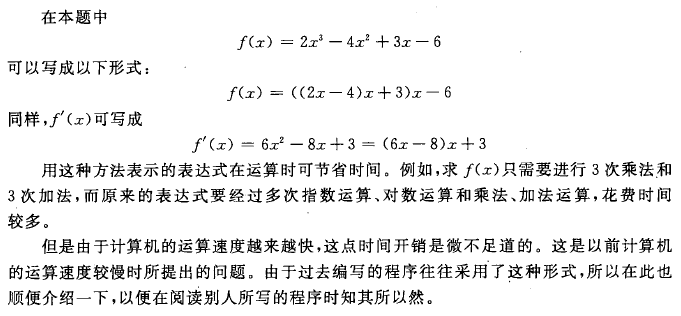 在本题中
f(x) = 2x³ − 4x² + 3x − 6
可以写成以下形式：
f(x) = ((2x − 4)x + 3)x − 6
同样，f′(x)可写成
f′(x) = 6x² − 8x + 3 = (6x − 8)x + 3
用这种方法表示的表达式在运算时可节省时间。例如，求 f(x)只需要进行 3 次乘法和
3 次加法，而原来的表达式要经过多次指数运算、对数运算和乘法、加法运算，花费时间
较多。
但是由于计算机的运算速度越来越快，这点时间开销是微不足道的。这是以前计算机
的运算速度较慢时所提出的问题。由于过去编写的程序往往采用了这种形式，所以在此也
顺便介绍一下，以便在阅读别人所写的程序时知其所以然。